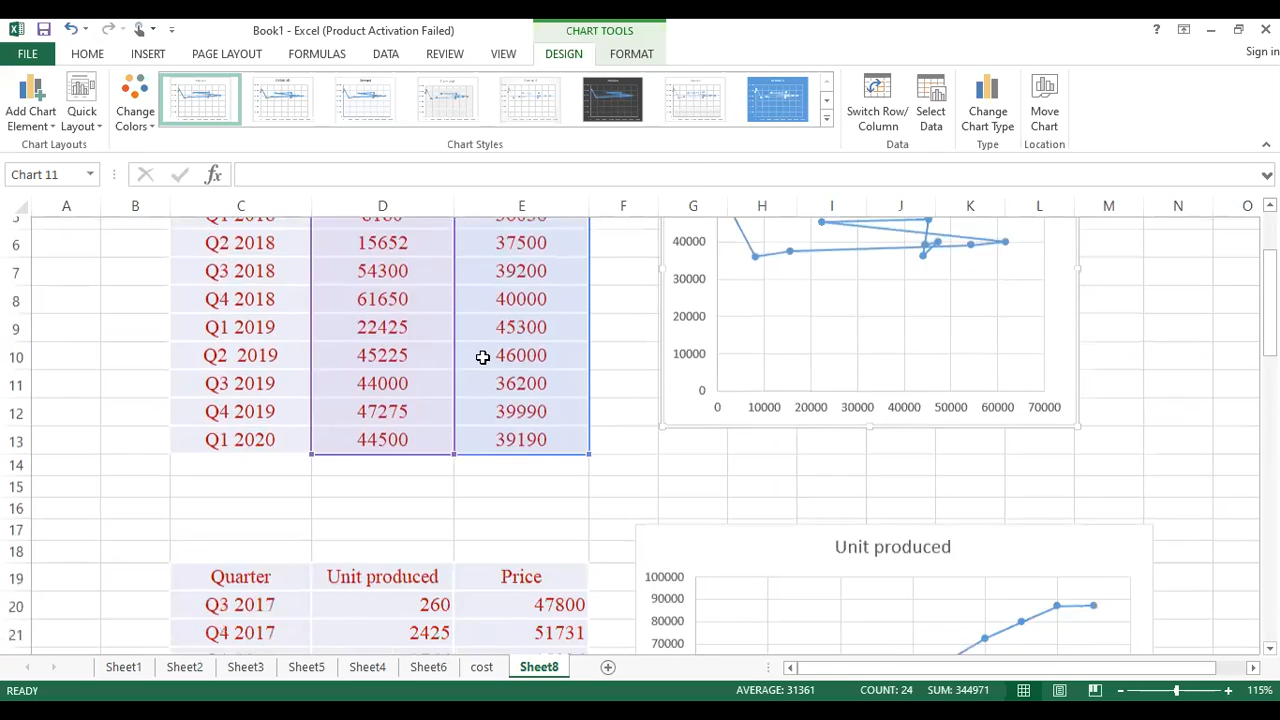 Book1 - Excel (Product Activation Failed)
CHART TOOLS
?
FILE
HOME
INSERT
PAGE LAYOUT
FORMULAS
DATA
REVIEW
VIEW
DESIGN
FORMAT
Sign in
Add Chart Element
Quick Layout
Change Colors
Switch Row/ Column
Select Data
Change Chart Type
Move Chart
Chart Layouts
Chart Styles
Data
Type
Location
Chart 11
fx
A B C D E F G H I J K L M N O
6 Q2 2018 15652 37500
7 Q3 2018 54300 39200
8 Q4 2018 61650 40000
9 Q1 2019 22425 45300
10 Q2 2019 45225 46000
11 Q3 2019 44000 36200
12 Q4 2019 47275 39990
13 Q1 2020 44500 39190
14
15
16
17
18
19 Quarter Unit produced Price
20 Q3 2017 260 47800
21 Q4 2017 2425 51731
40000
30000
20000
10000
0
0 10000 20000 30000 40000 50000 60000 70000
Unit produced
100000
90000
80000
70000
Sheet1 Sheet2 Sheet3 Sheet5 Sheet4 Sheet6 cost Sheet8
READY
AVERAGE: 31361 COUNT: 24 SUM: 344971
115%